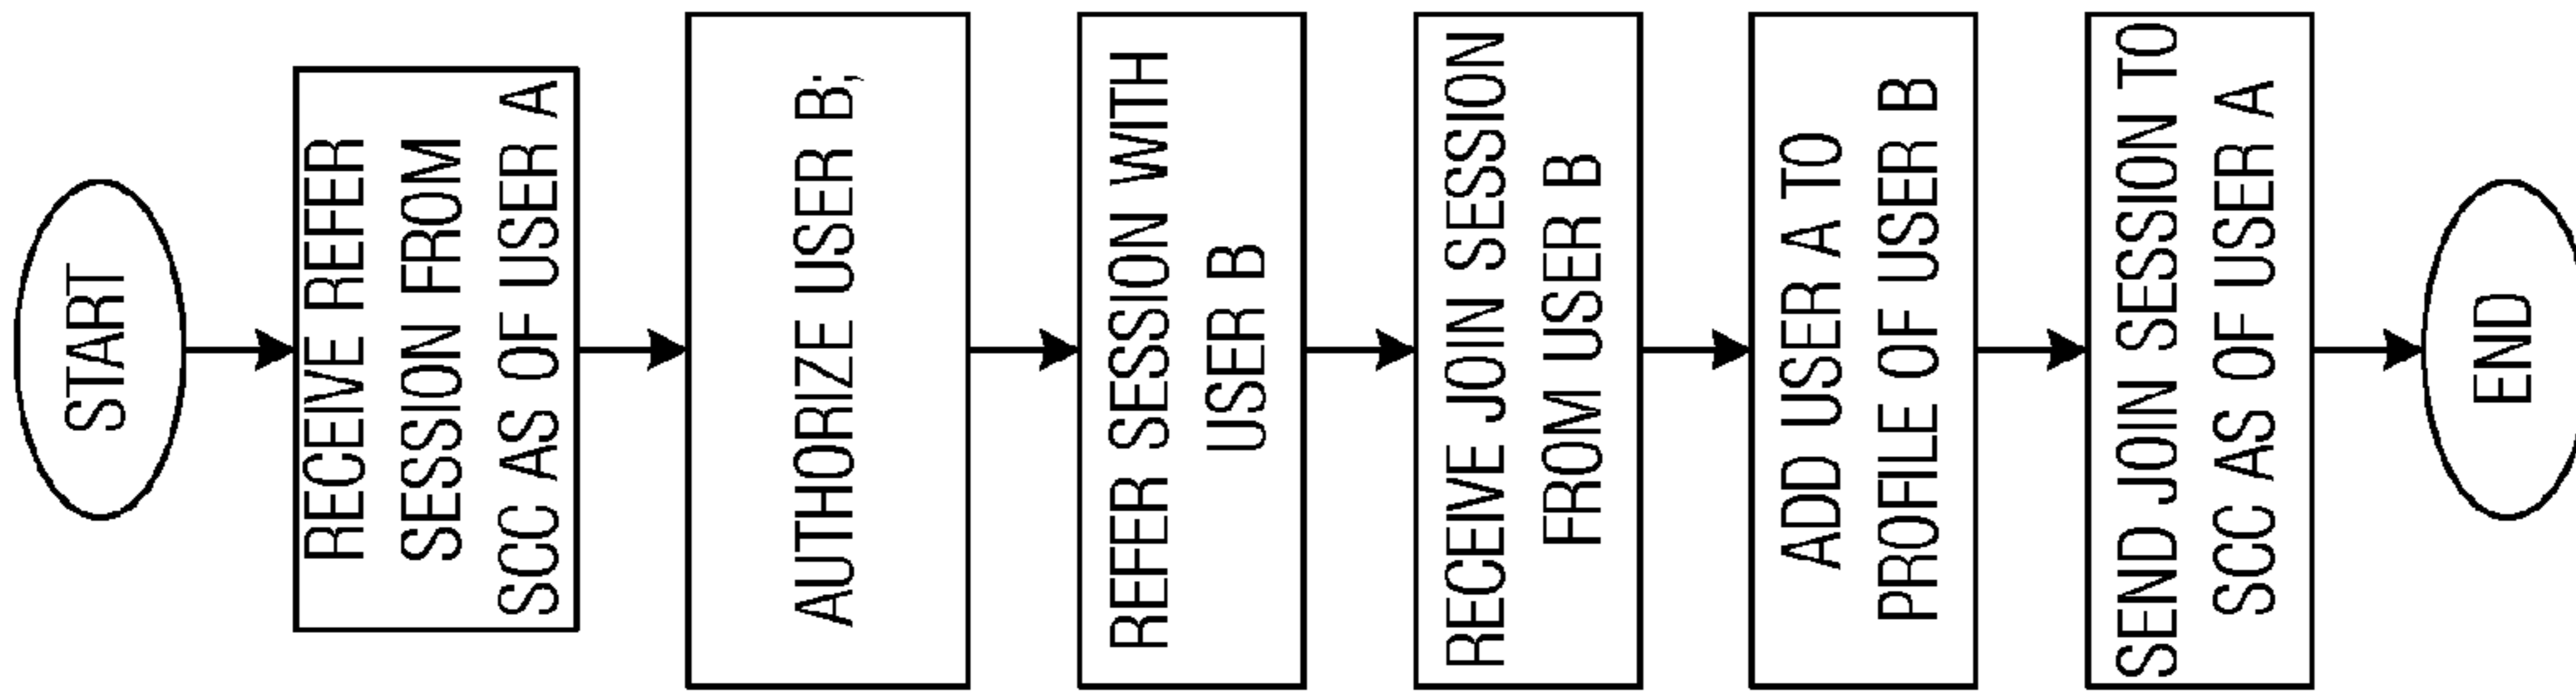 START
RECEIVE REFER
SESSION FROM
SCC AS OF USER A
AUTHORIZE USER B;
REFER SESSION WITH
USER B
RECEIVE JOIN SESSION
FROM USER B
ADD USER A TO
PROFILE OF USER B
SEND JOIN SESSION TO
SCC AS OF USER A
END